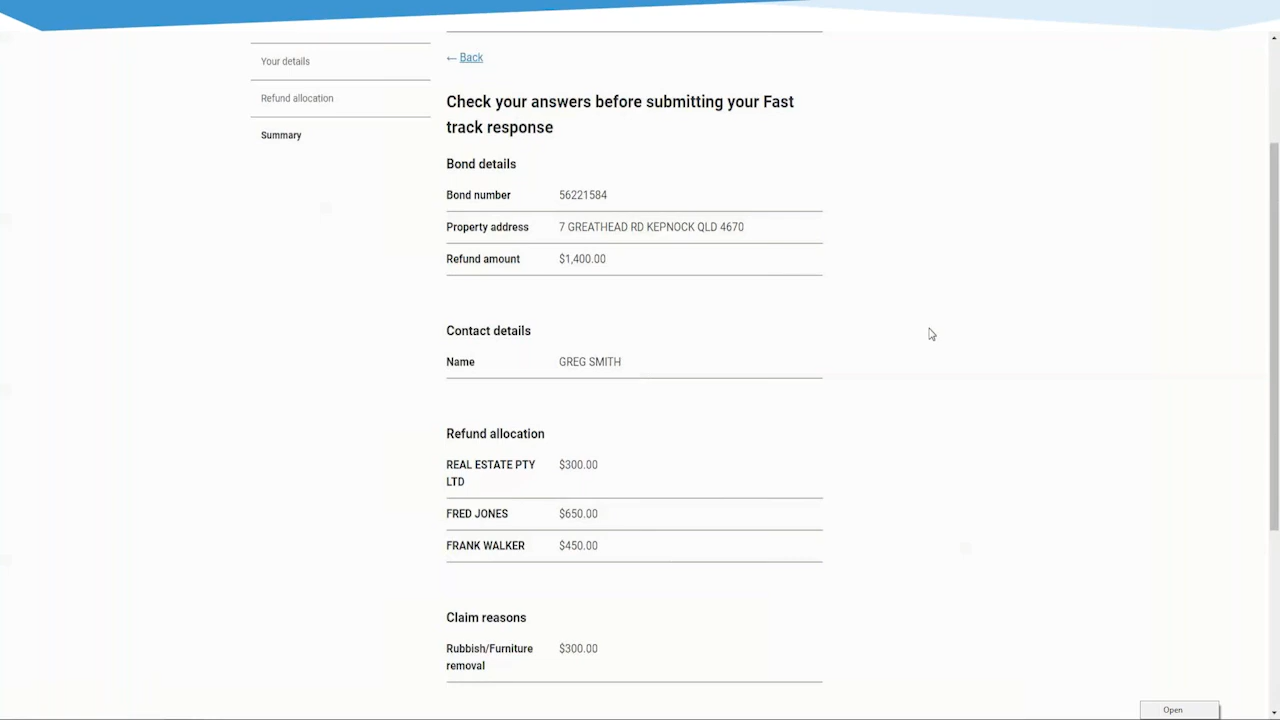 Your details
Refund allocation
Summary
← Back
Check your answers before submitting your Fast
track response
Bond details
Bond number 56221584
Property address 7 GREATHEAD RD KEPNOCK QLD 4670
Refund amount $1,400.00
Contact details
Name GREG SMITH
Refund allocation
REAL ESTATE PTY $300.00
LTD
FRED JONES $650.00
FRANK WALKER $450.00
Claim reasons
Rubbish/Furniture $300.00
removal
Open